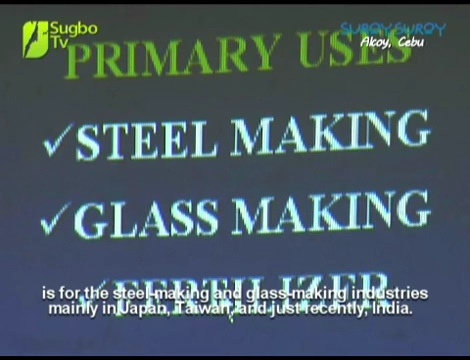 Sugbo
Tv
SUROY SUROY
Alcoy, Cebu
PRIMARY USES
✓STEEL MAKING
✓GLASS MAKING
✓FERTILIZER
is for the steel-making and glass-making industries
mainly in Japan, Taiwan, and just recently, India.